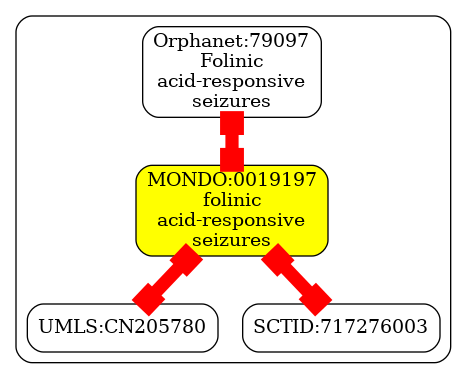 Orphanet:79097
Folinic
acid-responsive
seizures
MONDO:0019197
folinic
acid-responsive
seizures
UMLS:CN205780
SCTID:717276003